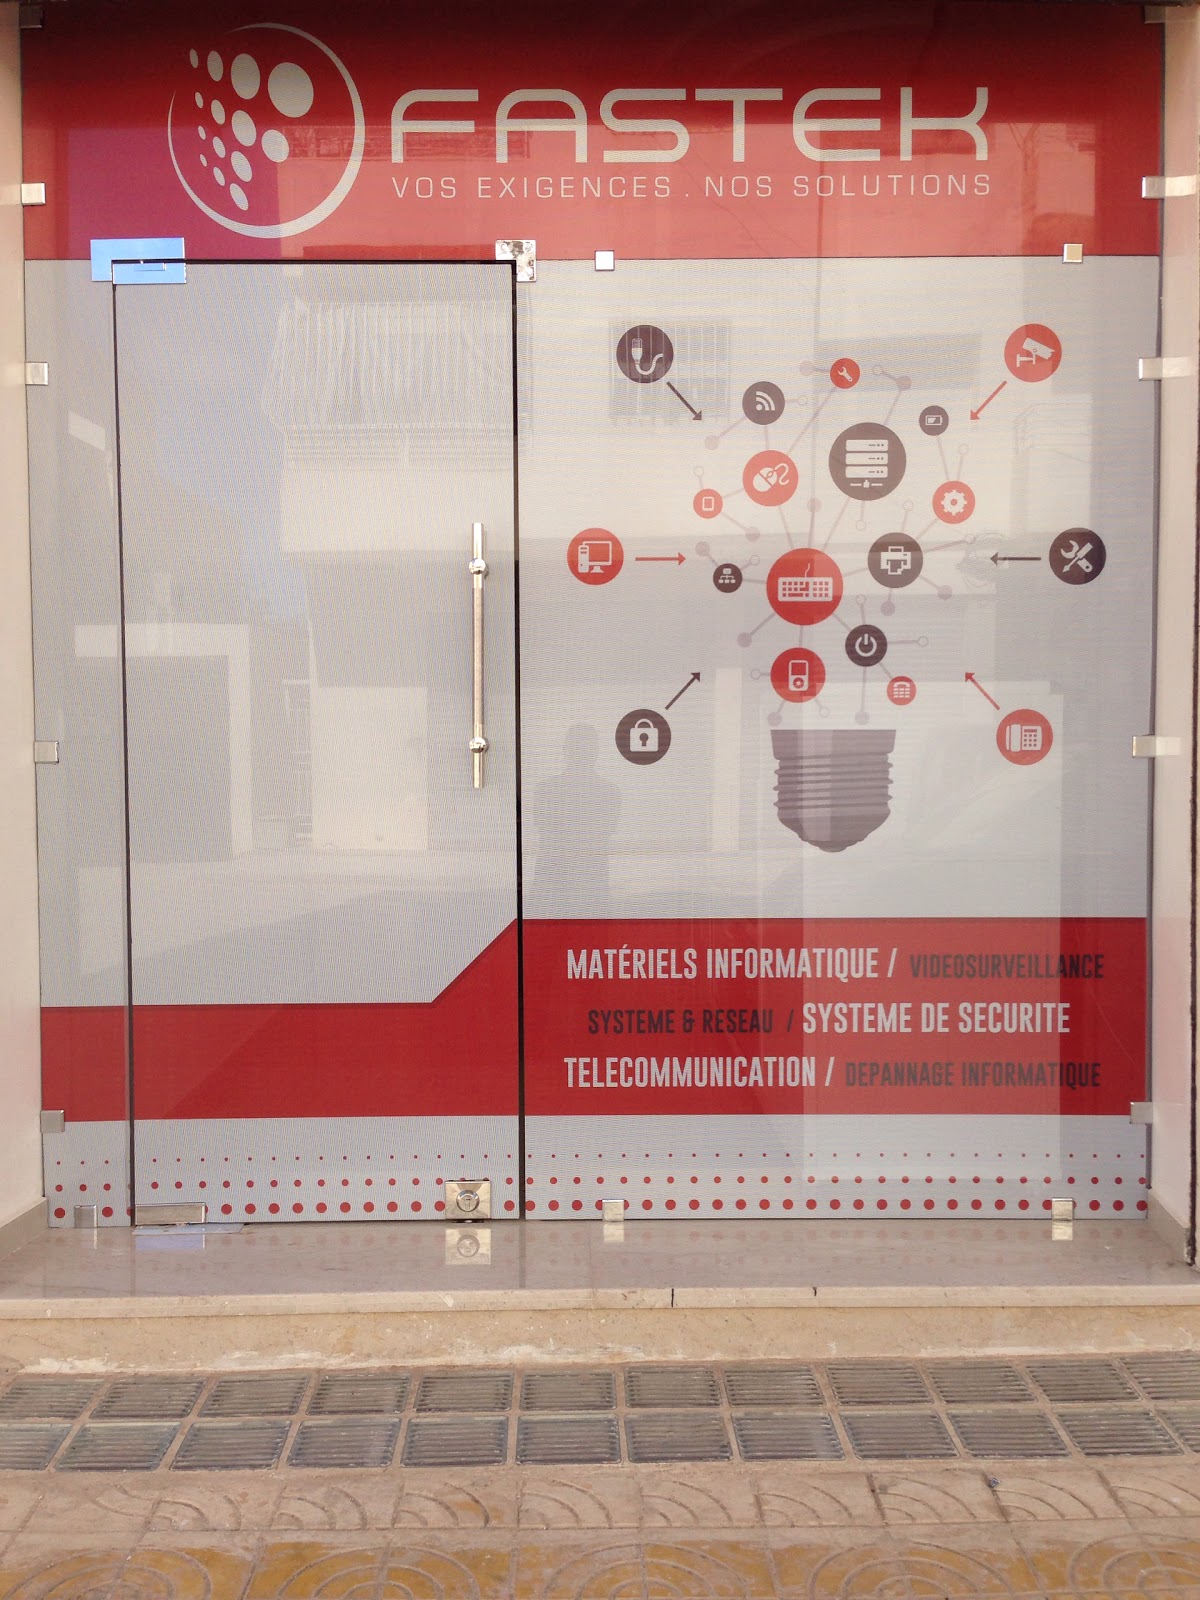 FASTEK
VOS EXIGENCES. NOS SOLUTIONS
MATÉRIELS INFORMATIQUE / VIDEOSURVEILLANCE
SYSTEME & RESEAU / SYSTEME DE SECURITE
TELECOMMUNICATION / DEPANNAGE INFORMATIQUE